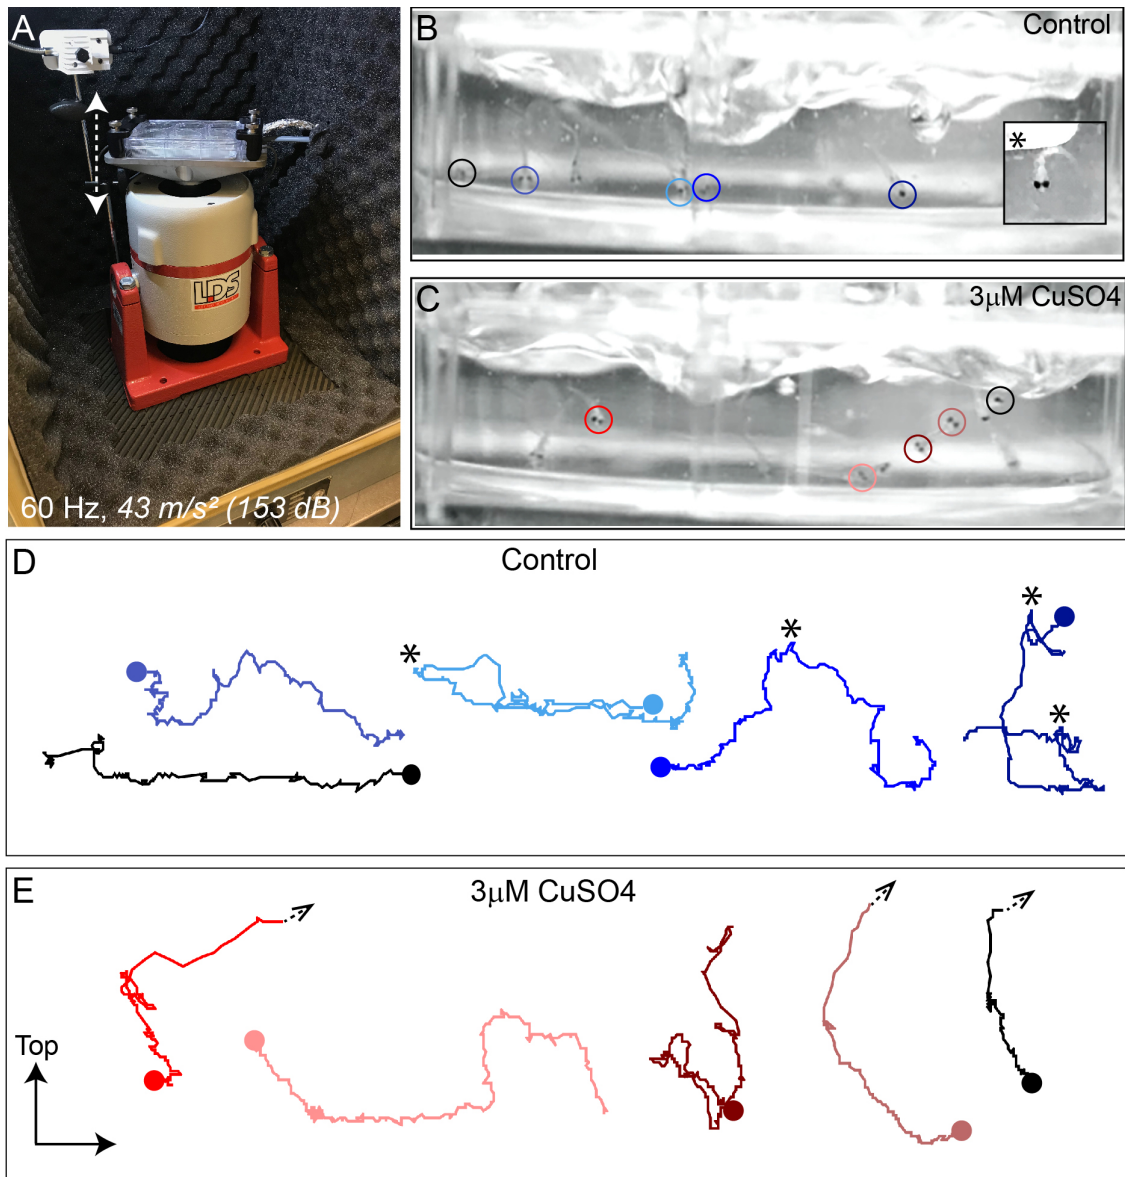 A
LDS
60 Hz, 43 m/s² (153 dB)
B
Control
*
C
3µM CuSO4
D
Control
*
*
*
*
E
3µM CuSO4
Top